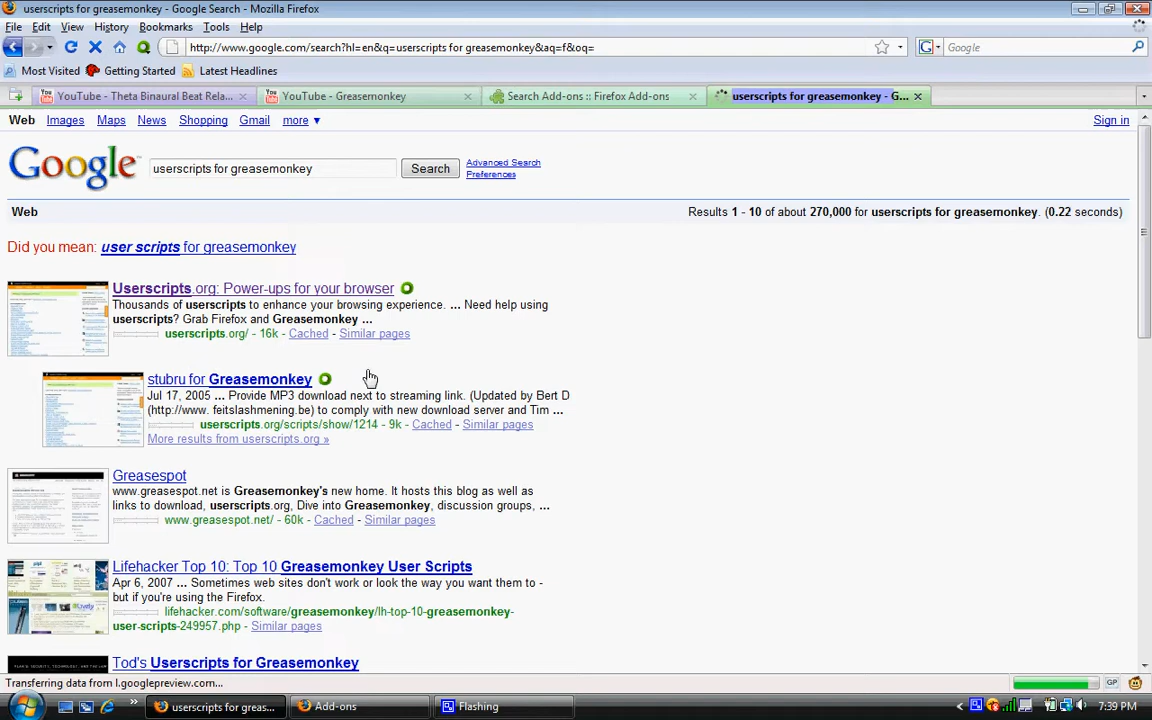 userscripts for greasemonkey - Google Search - Mozilla Firefox
File Edit View History Bookmarks Tools Help
http://www.google.com/search?hl=en&q=userscripts for greasemonkey&aq=f&oq=
Google
Most Visited Getting Started Latest Headlines
YouTube - Theta Binaural Beat Rela...
YouTube - Greasemonkey
Search Add-ons :: Firefox Add-ons
userscripts for greasemonkey - G...
Web Images Maps News Shopping Gmail more ▼ Sign in
Google userscripts for greasemonkey Search
Advanced Search
Preferences
Web Results 1 - 10 of about 270,000 for userscripts for greasemonkey. (0.22 seconds)
Did you mean: user scripts for greasemonkey
Userscripts.org: Power-ups for your browser
Thousands of userscripts to enhance your browsing experience. ... Need help using
userscripts? Grab Firefox and Greasemonkey ...
userscripts.org/ - 16k - Cached - Similar pages
stubru for Greasemonkey
Jul 17, 2005 ... Provide MP3 download next to streaming link. (Updated by Bert D
(http://www. feitslashmening.be) to comply with new download server and Tim ...
userscripts.org/scripts/show/1214 - 9k - Cached - Similar pages
More results from userscripts.org »
Greasespot
www.greasespot.net is Greasemonkey's new home. It hosts this blog as well as
links to download, userscripts.org, Dive into Greasemonkey, discussion groups, ...
www.greasespot.net/ - 60k - Cached - Similar pages
Lifehacker Top 10: Top 10 Greasemonkey User Scripts
Apr 6, 2007 ... Sometimes web sites don't work or look the way you want them to -
but if you're using the Firefox.
lifehacker.com/software/greasemonkey/lh-top-10-greasemonkey-
user-scripts-249957.php - Similar pages
Tod's Userscripts for Greasemonkey
Transferring data from l.googlepreview.com...
GP
userscripts for greas...
Add-ons
Flashing
7:39 PM